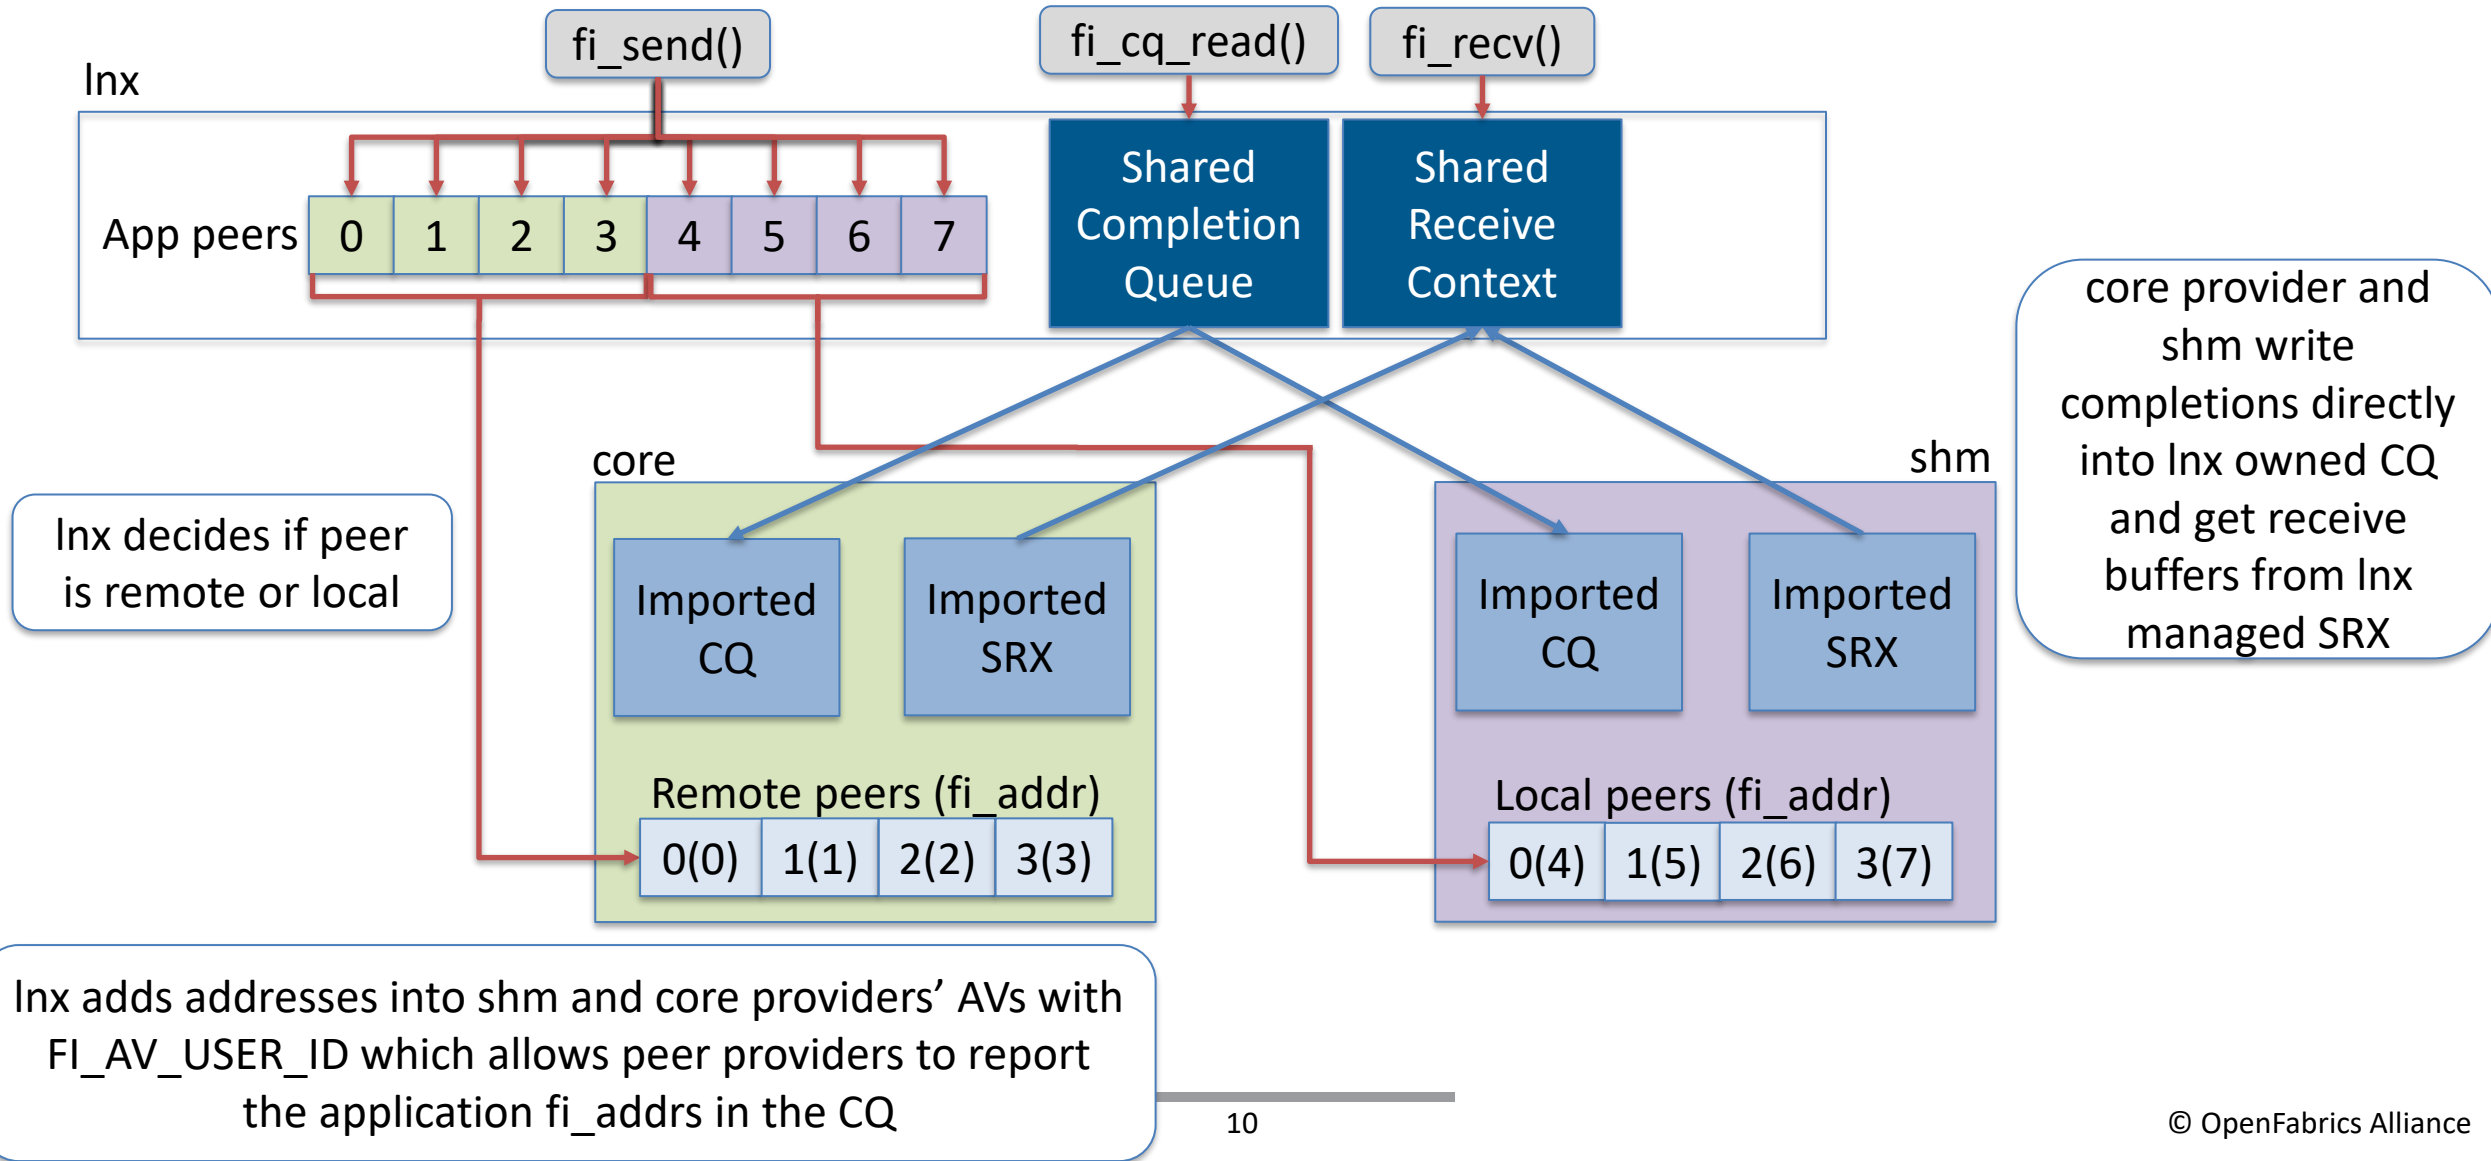 fi_send()
fi_cq_read()
fi_recv()
lnx
App peers
0 1 2 3 4 5 6 7
Shared
Completion
Queue
Shared
Receive
Context
core provider and
shm write
completions directly
into lnx owned CQ
and get receive
buffers from lnx
managed SRX
lnx decides if peer
is remote or local
core
Imported
CQ
Imported
SRX
Remote peers (fi_addr)
0(0) 1(1) 2(2) 3(3)
shm
Imported
CQ
Imported
SRX
Local peers (fi_addr)
0(4) 1(5) 2(6) 3(7)
lnx adds addresses into shm and core providers’ AVs with
FI_AV_USER_ID which allows peer providers to report
the application fi_addrs in the CQ
10
© OpenFabrics Alliance